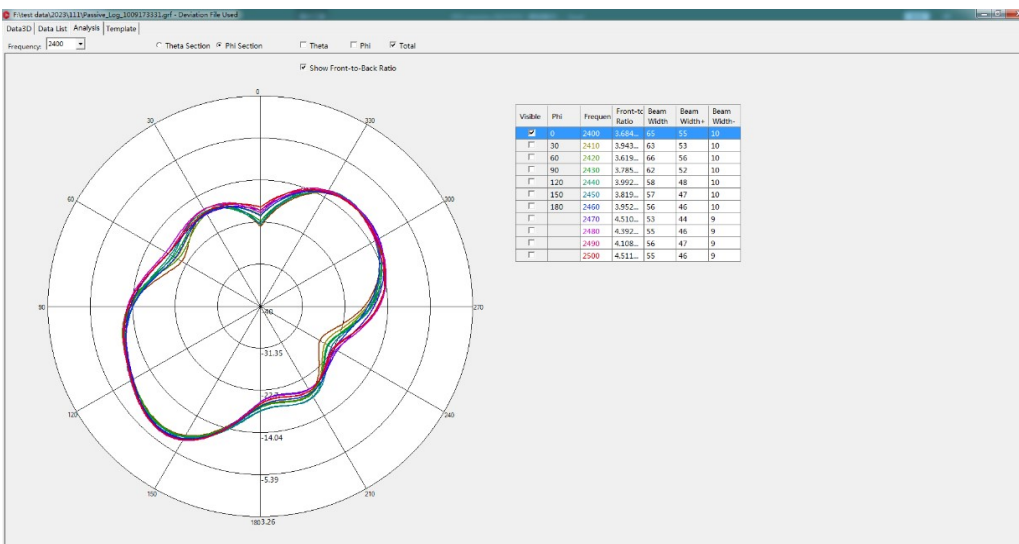 F:\test data\2023\111\Passive_Log_1009173331.grf - Deviation File Used
Data3D Data List Analysis Template
Frequency: 2400 Theta Section Phi Section Theta Phi Total
Show Front-to-Back Ratio
0
30 330
60 300
90 270
120 240
150 210
180
-40
-31.35
-14.04
-5.39
3.26
Visible Phi Frequen Front-to Ratio Beam Width Beam Width+ Beam Width-
0 2400 3.684... 65 55 10
30 2410 3.943... 63 53 10
60 2420 3.619... 66 56 10
90 2430 3.785... 62 52 10
120 2440 3.992... 58 48 10
150 2450 3.819... 57 47 10
180 2460 3.952... 56 46 10
2470 4.510... 53 44 9
2480 4.392... 55 46 9
2490 4.108... 56 47 9
2500 4.511... 55 46 9